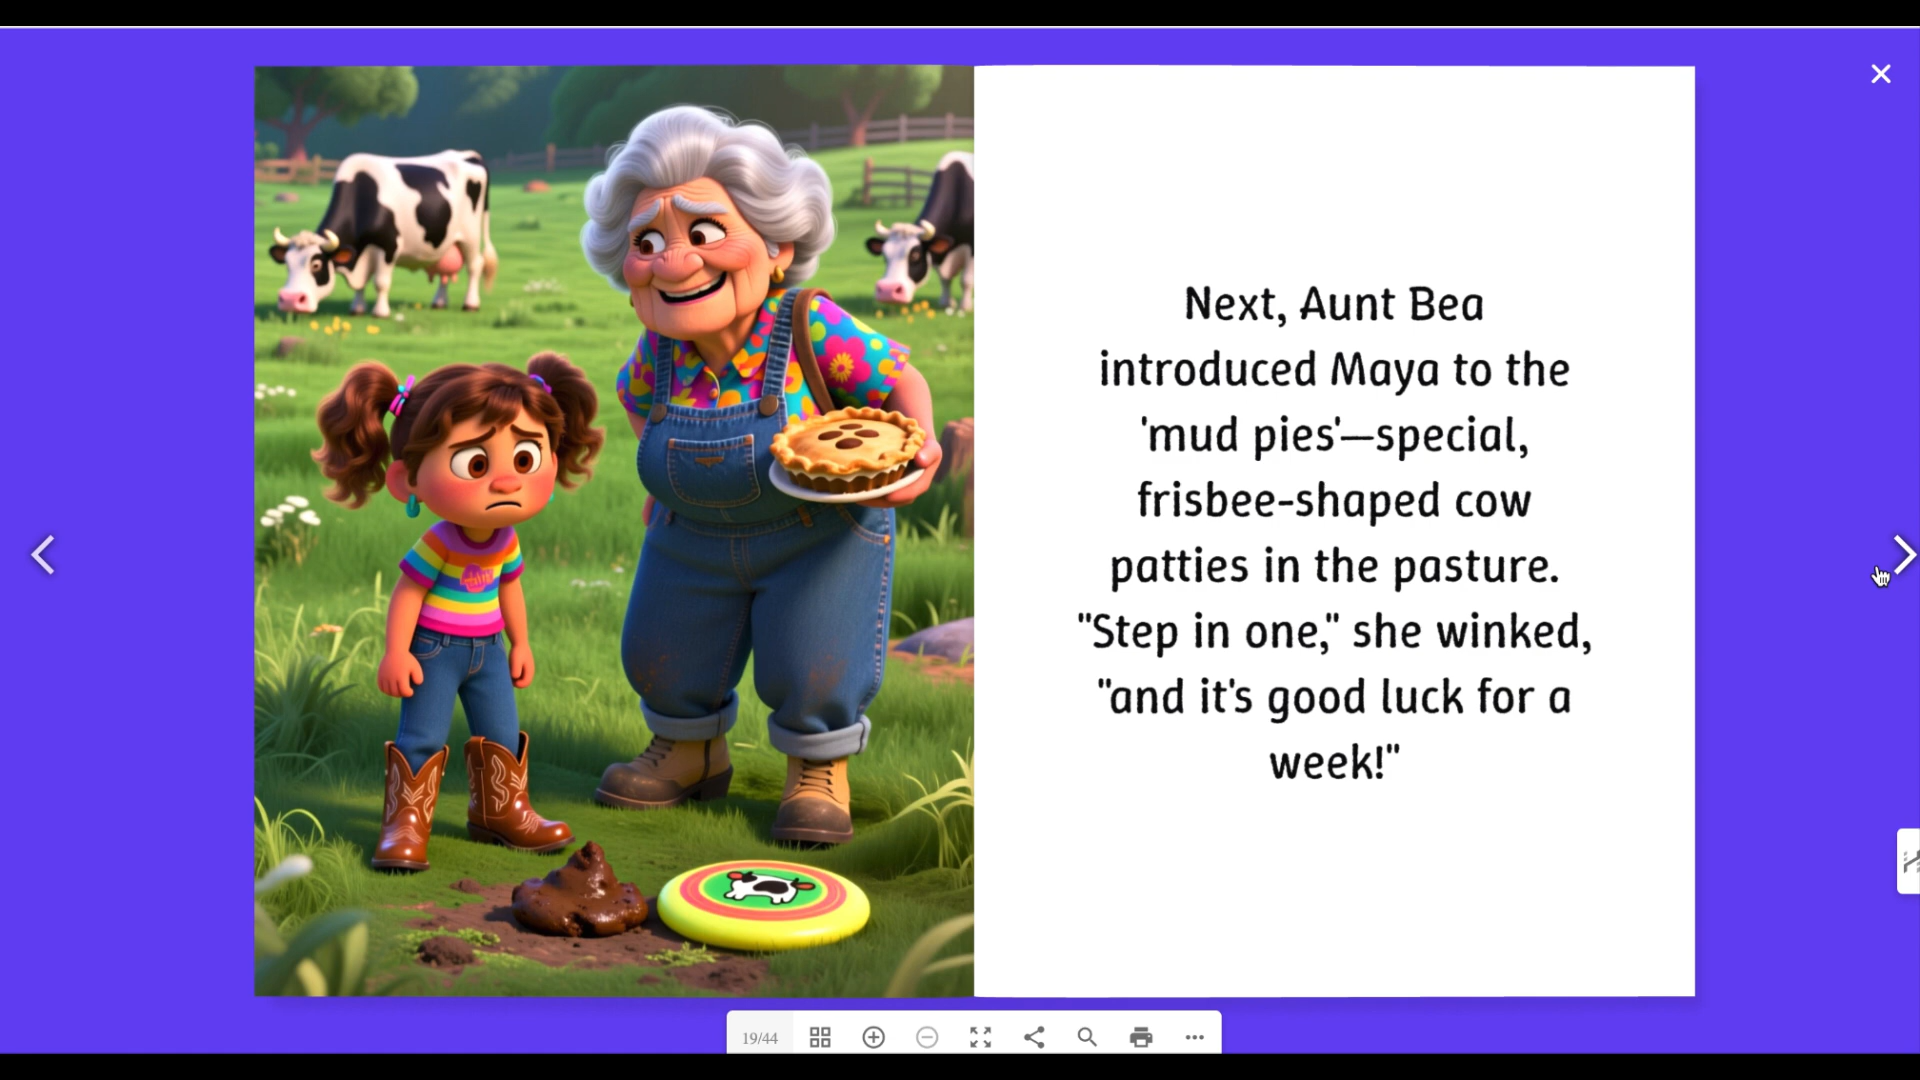 Next, Aunt Bea
introduced Maya to the
'mud pies'—special,
frisbee-shaped cow
patties in the pasture.
"Step in one," she winked,
"and it's good luck for a
week!"
19/44